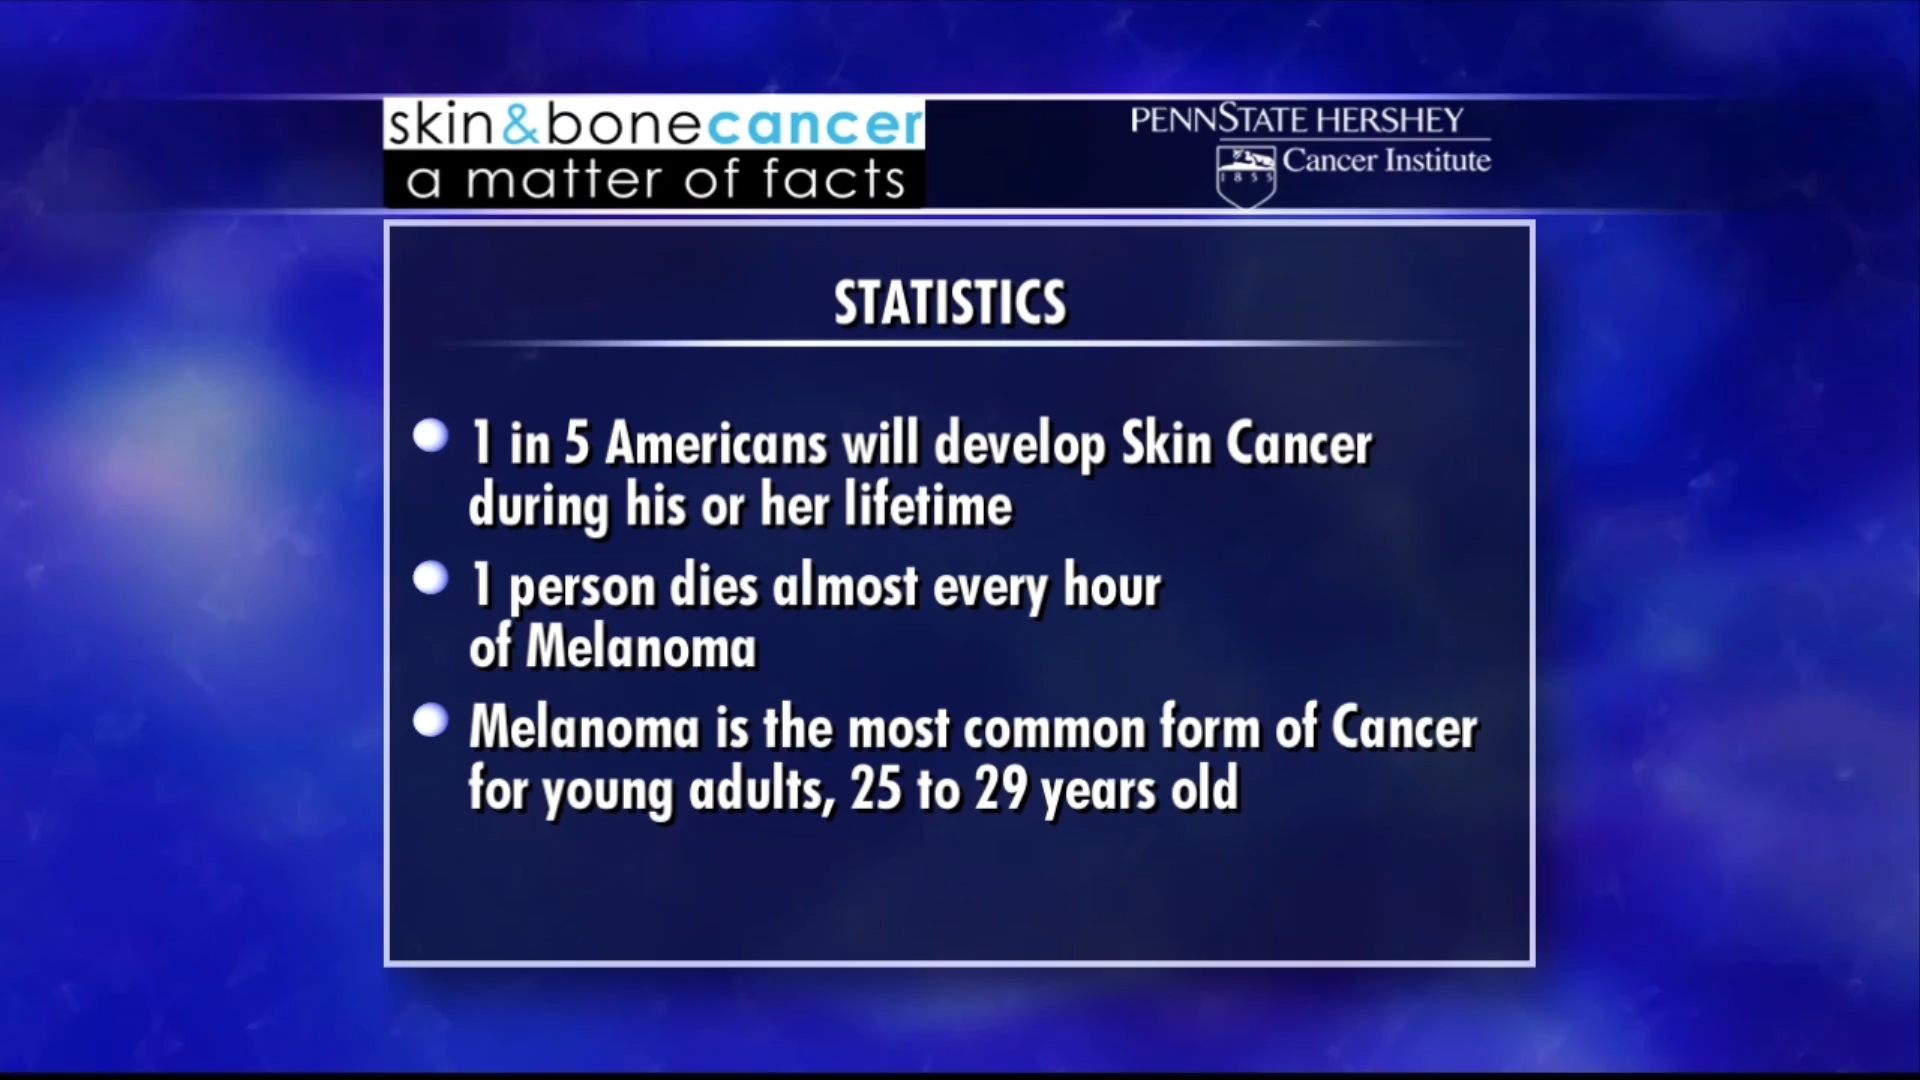 skin&bonecancer
a matter of facts
PENNSTATE HERSHEY
Cancer Institute
1855
STATISTICS
1 in 5 Americans will develop Skin Cancer
during his or her lifetime
1 person dies almost every hour
of Melanoma
Melanoma is the most common form of Cancer
for young adults, 25 to 29 years old